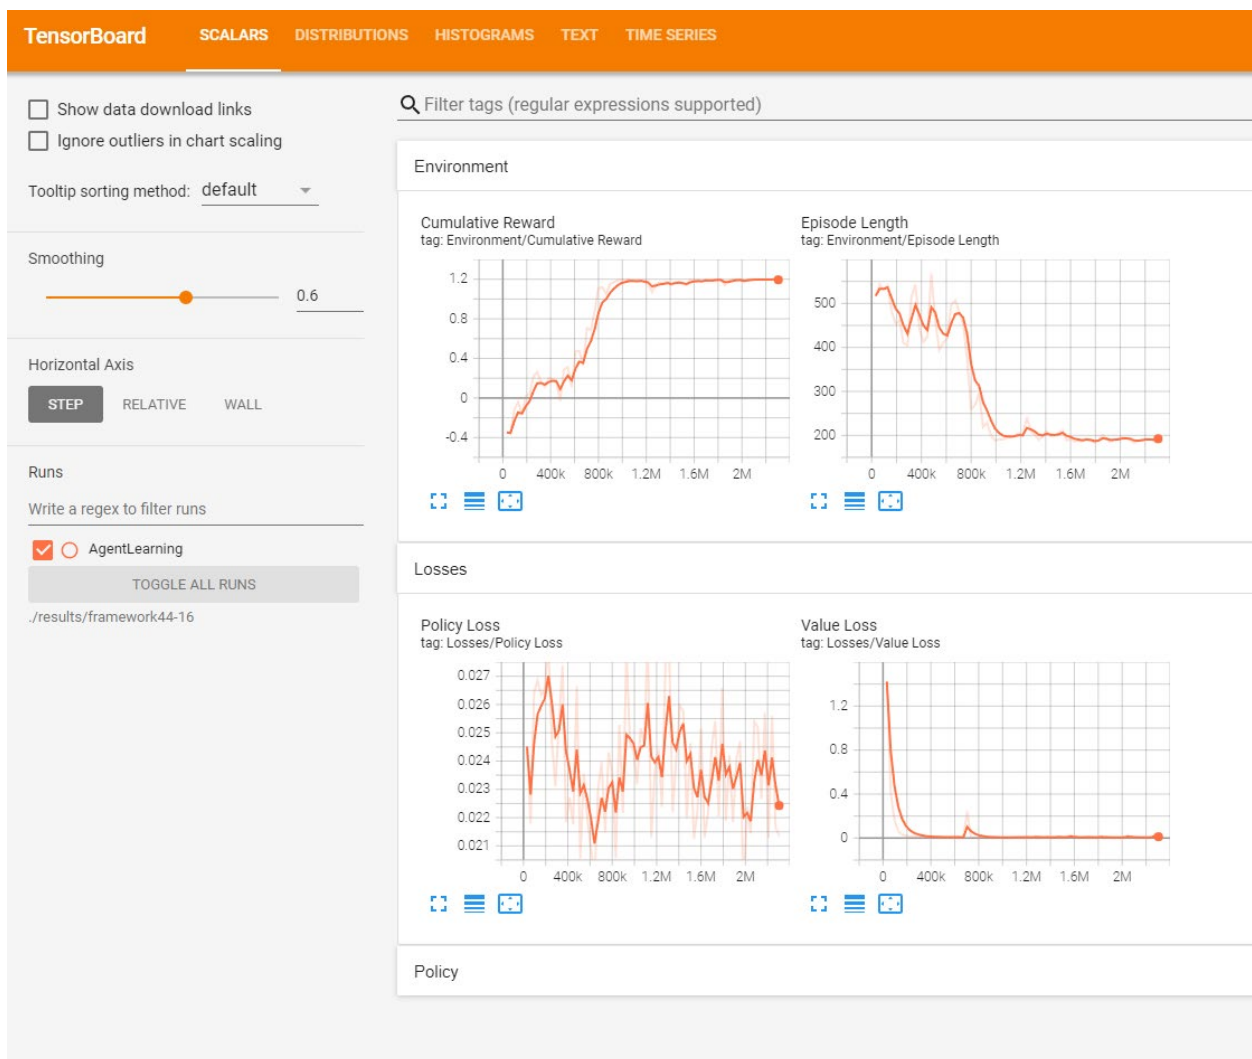 TensorBoard SCALARS DISTRIBUTIONS HISTOGRAMS TEXT TIME SERIES
Show data download links
Ignore outliers in chart scaling
Tooltip sorting method: default
Smoothing
0.6
Horizontal Axis
STEP RELATIVE WALL
Runs
Write a regex to filter runs
AgentLearning
TOGGLE ALL RUNS
./results/framework44-16
Filter tags (regular expressions supported)
Environment
Cumulative Reward
tag: Environment/Cumulative Reward
1.2
0.8
0.4
0
-0.4
0 400k 800k 1.2M 1.6M 2M
Episode Length
tag: Environment/Episode Length
500
400
300
200
0 400k 800k 1.2M 1.6M 2M
Losses
Policy Loss
tag: Losses/Policy Loss
0.027
0.026
0.025
0.024
0.023
0.022
0.021
0 400k 800k 1.2M 1.6M 2M
Value Loss
tag: Losses/Value Loss
1.2
0.8
0.4
0
0 400k 800k 1.2M 1.6M 2M
Policy